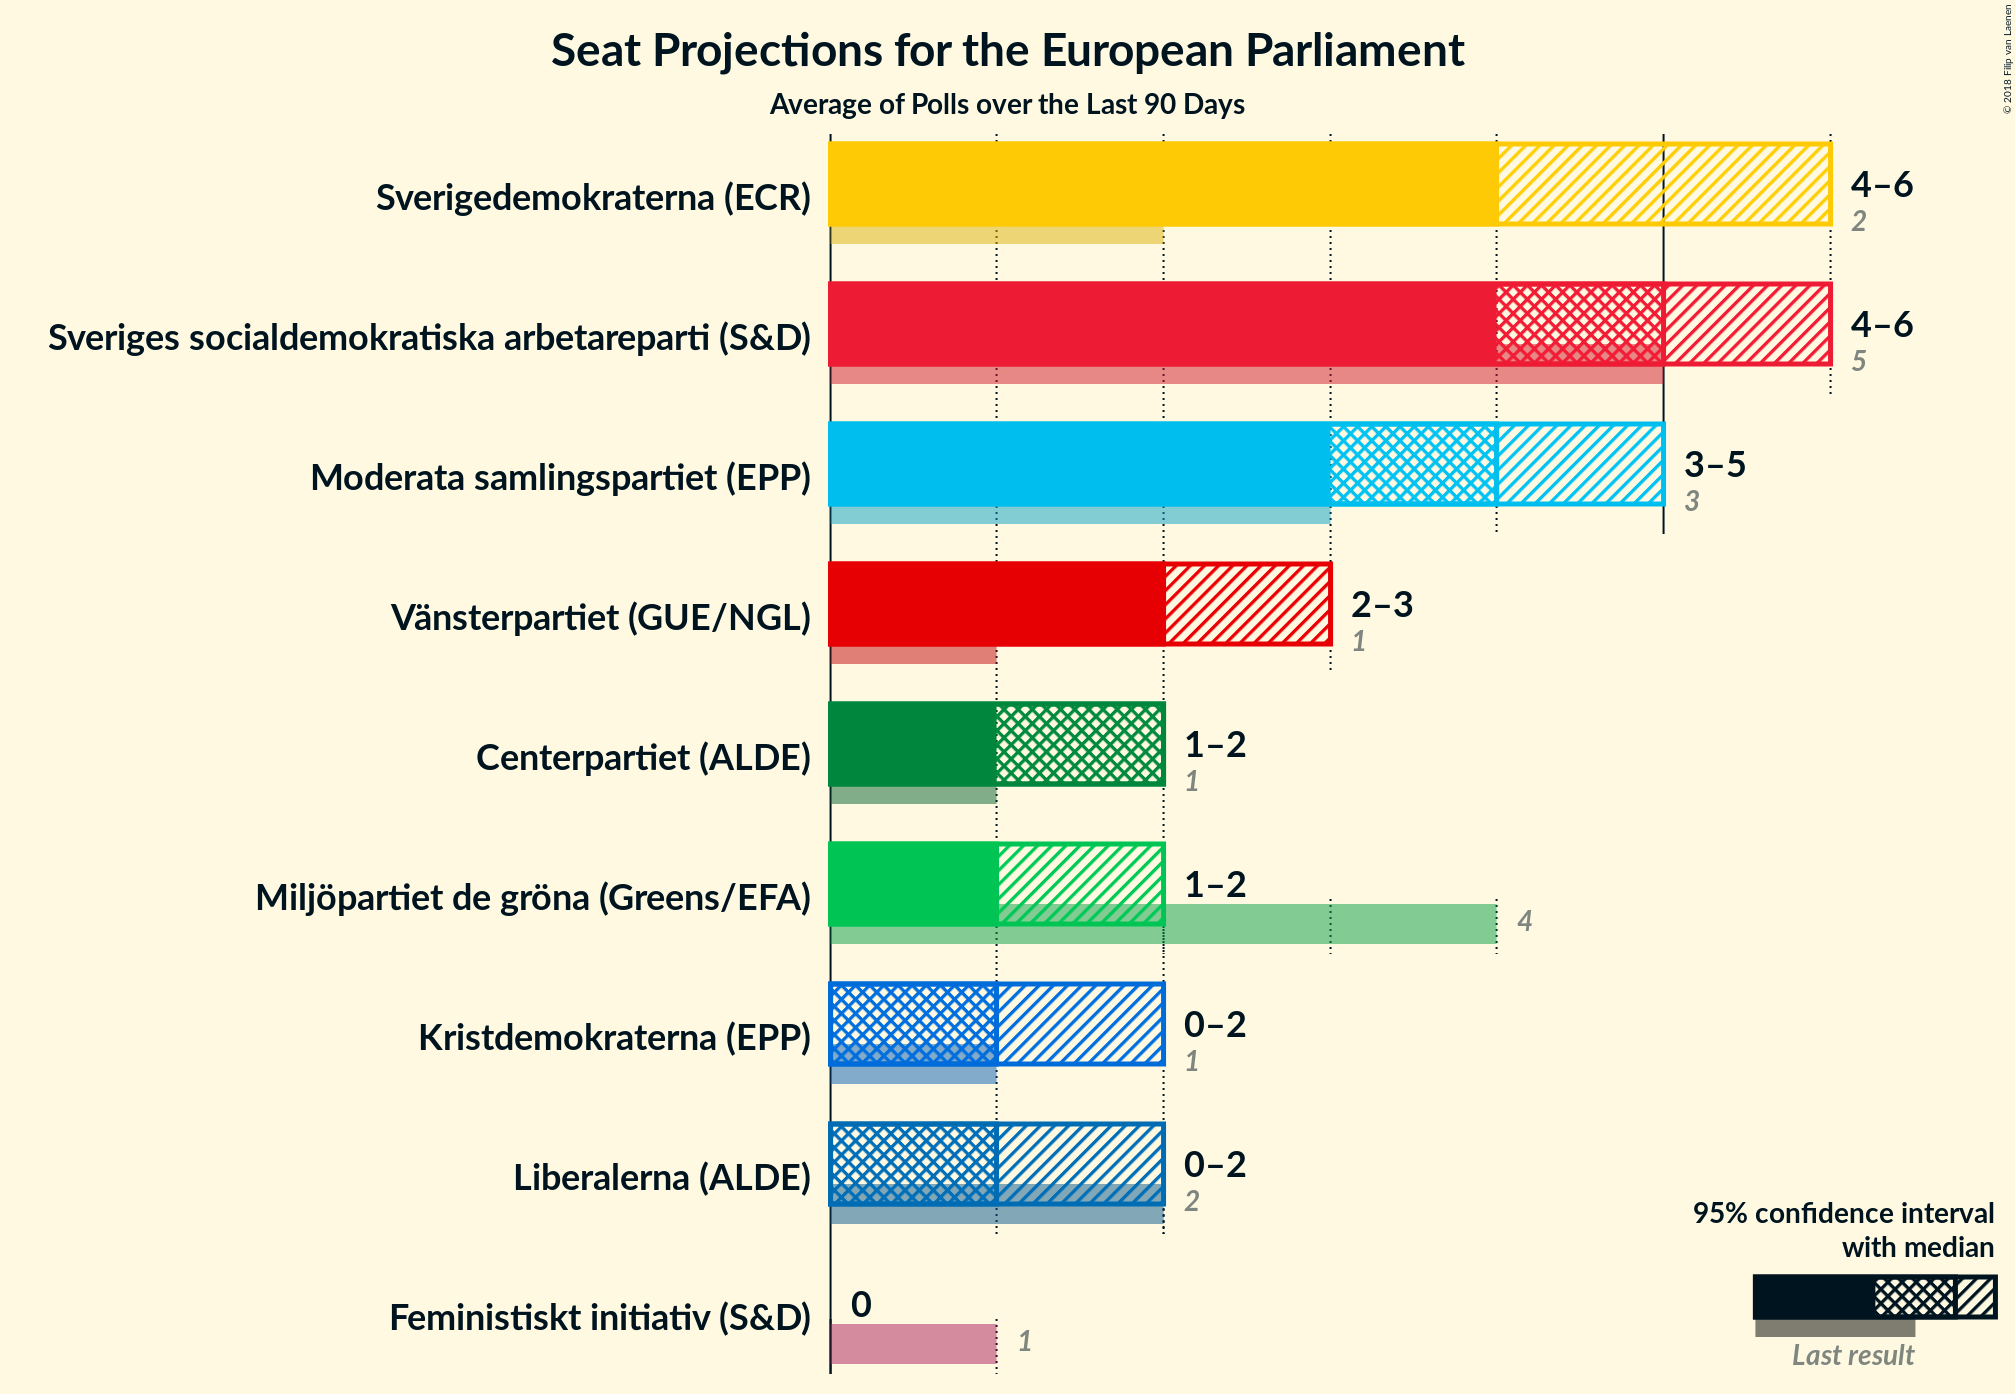 Seat Projections for the European Parliament
Average of Polls over the Last 90 Days
© 2018 Filip van Laenen
Sverigedemokraterna (ECR)
4–6
2
Sveriges socialdemokratiska arbetareparti (S&D)
4–6
5
Moderata samlingspartiet (EPP)
3–5
3
Vänsterpartiet (GUE/NGL)
2–3
1
Centerpartiet (ALDE)
1–2
1
Miljöpartiet de gröna (Greens/EFA)
1–2
4
Kristdemokraterna (EPP)
0–2
1
Liberalerna (ALDE)
0–2
2
Feministiskt initiativ (S&D)
0
1
95% confidence interval
with median
Last result